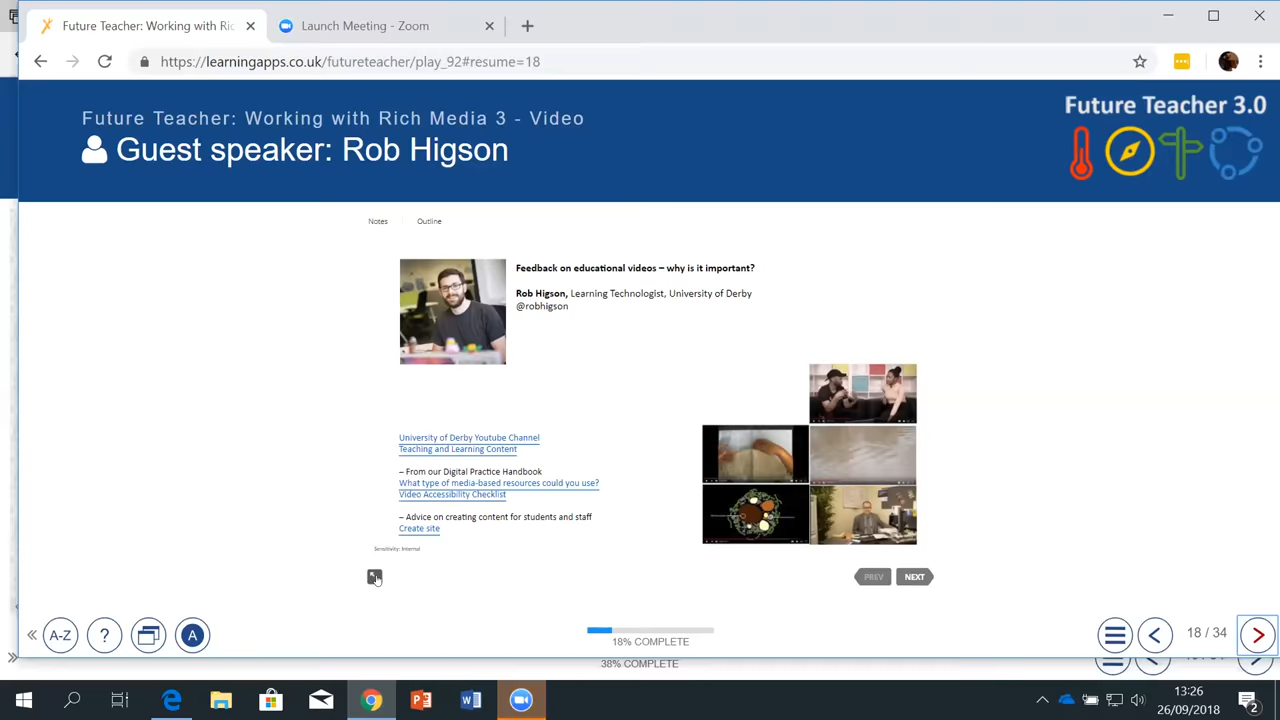 Future Teacher: Working with Ric
Launch Meeting - Zoom
https://learningapps.co.uk/futureteacher/play_92#resume=18
Future Teacher: Working with Rich Media 3 - Video
Future Teacher 3.0
Guest speaker: Rob Higson
Notes
Outline
Feedback on educational videos – why is it important?
Rob Higson, Learning Technologist, University of Derby
@robhigson
University of Derby Youtube Channel
Teaching and Learning Content
– From our Digital Practice Handbook
What type of media-based resources could you use?
Video Accessibility Checklist
– Advice on creating content for students and staff
Create site
Sensitivity: Internal
PREV
NEXT
A-Z
?
A
18% COMPLETE
18 / 34
38% COMPLETE
13:26
26/09/2018
2